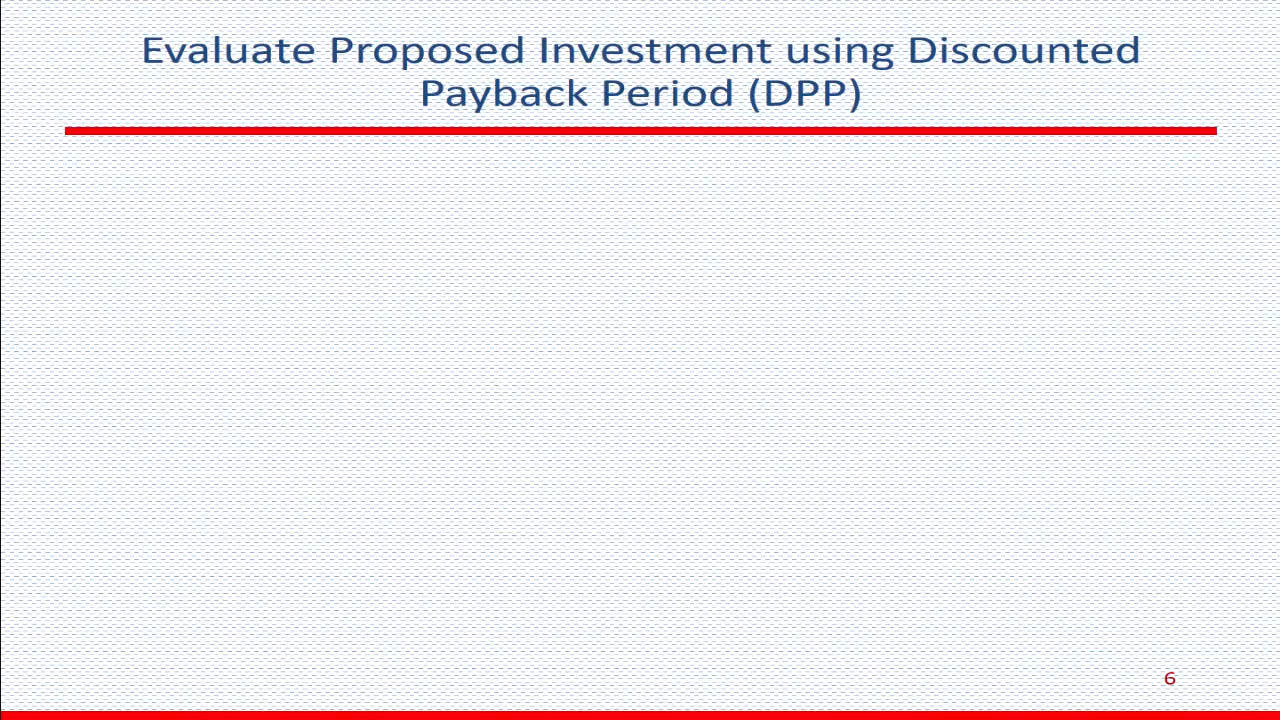 Evaluate Proposed Investment using Discounted
Payback Period (DPP)
6